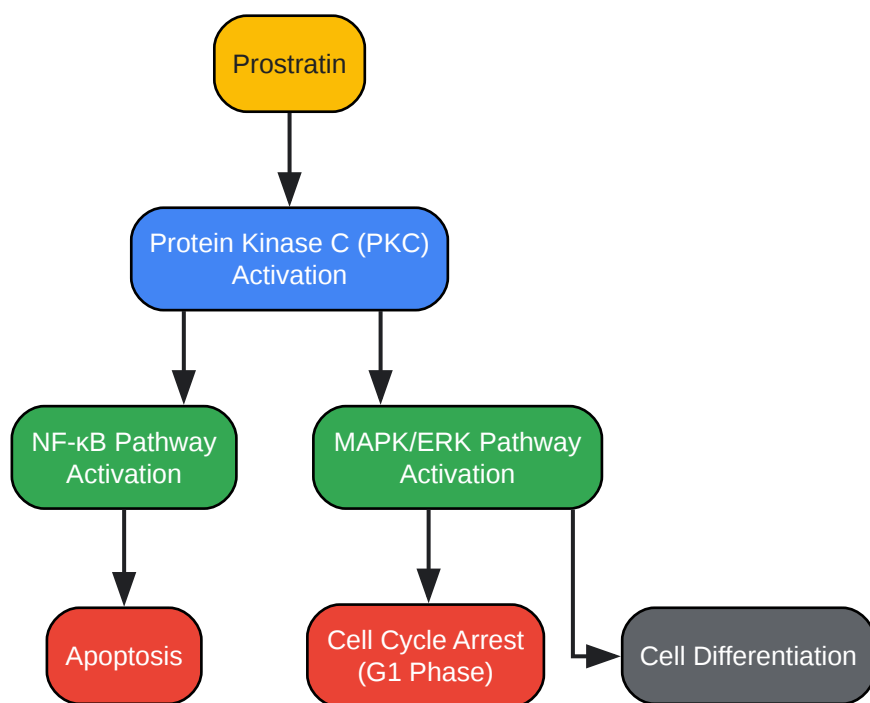 Prostratin
Protein Kinase C (PKC)
Activation
NF-κB Pathway
Activation
MAPK/ERK Pathway
Activation
Apoptosis
Cell Cycle Arrest
(G1 Phase)
Cell Differentiation